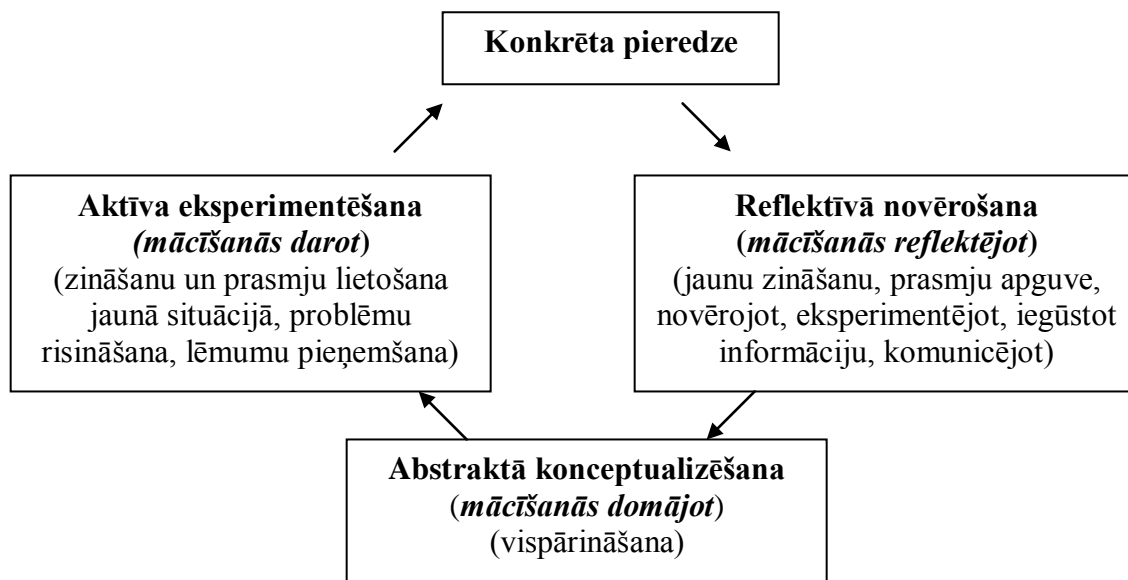 Konkrēta pieredze
Aktīva eksperimentēšana
(mācīšanās darot)
(zināšanu un prasmju lietošana
jaunā situācijā, problēmu
risināšana, lēmumu pieņemšana)
Reflektīvā novērošana
(mācīšanās reflektējot)
(jaunu zināšanu, prasmju apguve,
novērojot, eksperimentējot, iegūstot
informāciju, komunicējot)
Abstraktā konceptualizēšana
(mācīšanās domājot)
(vispārināšana)